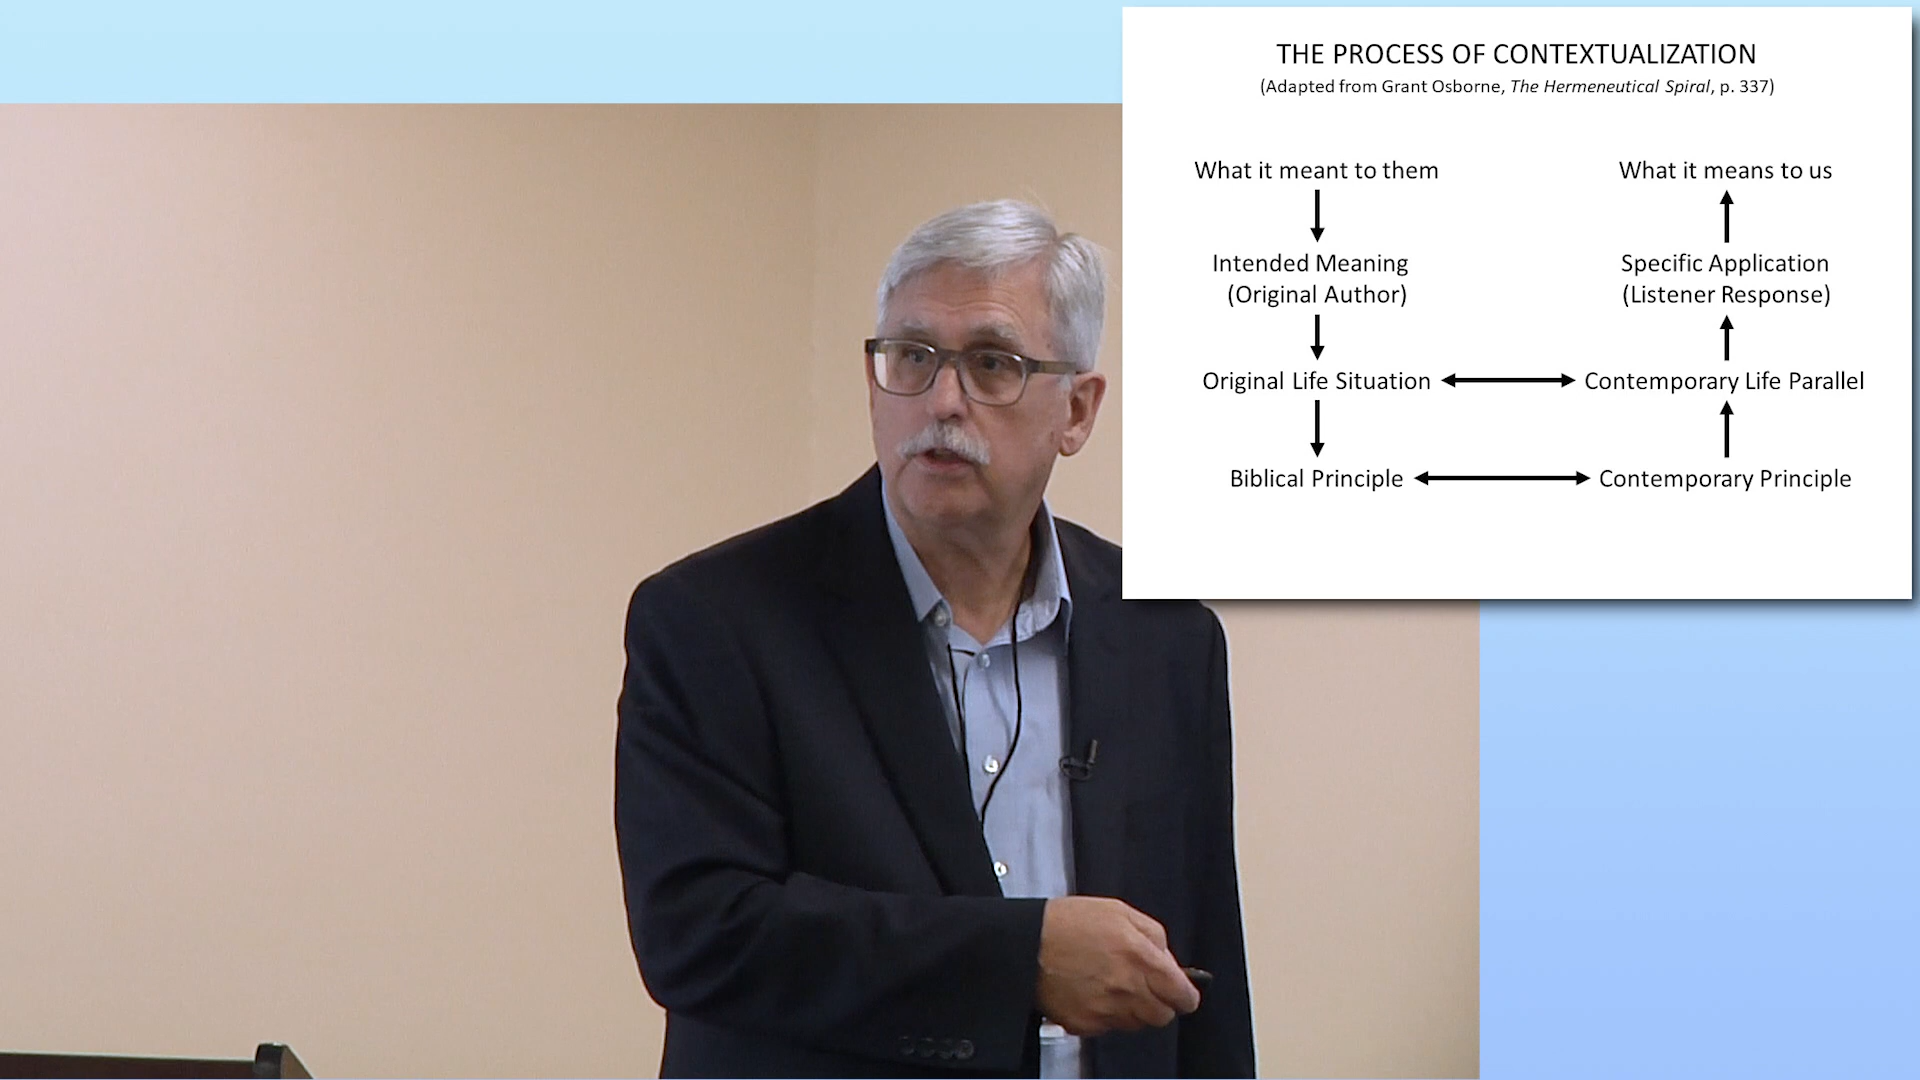 THE PROCESS OF CONTEXTUALIZATION
(Adapted from Grant Osborne, The Hermeneutical Spiral, p. 337)
What it meant to them
Intended Meaning
(Original Author)
Original Life Situation
Biblical Principle
What it means to us
Specific Application
(Listener Response)
Contemporary Life Parallel
Contemporary Principle